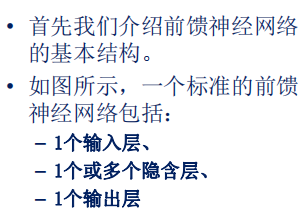 • 首先我们介绍前馈神经网络
的基本结构。
• 如图所示，一个标准的前馈
神经网络包括：
– 1个输入层、
– 1个或多个隐含层、
– 1个输出层